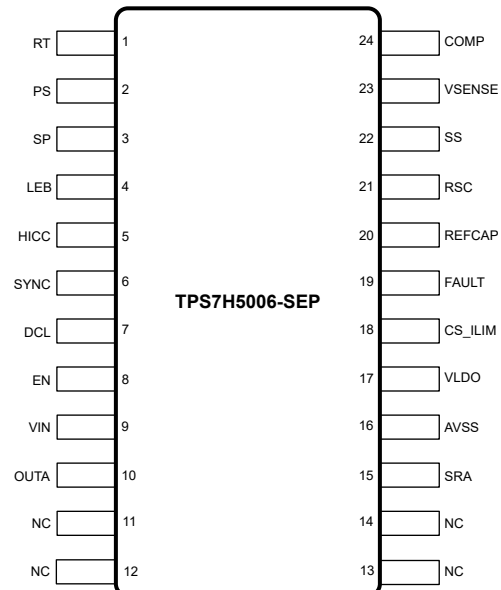 RT 1 24 COMP
PS 2 23 VSENSE
SP 3 22 SS
LEB 4 21 RSC
HICC 5 20 REFCAP
SYNC 6 19 FAULT
TPS7H5006-SEP
DCL 7 18 CS_ILIM
EN 8 17 VLDO
VIN 9 16 AVSS
OUTA 10 15 SRA
NC 11 14 NC
NC 12 13 NC